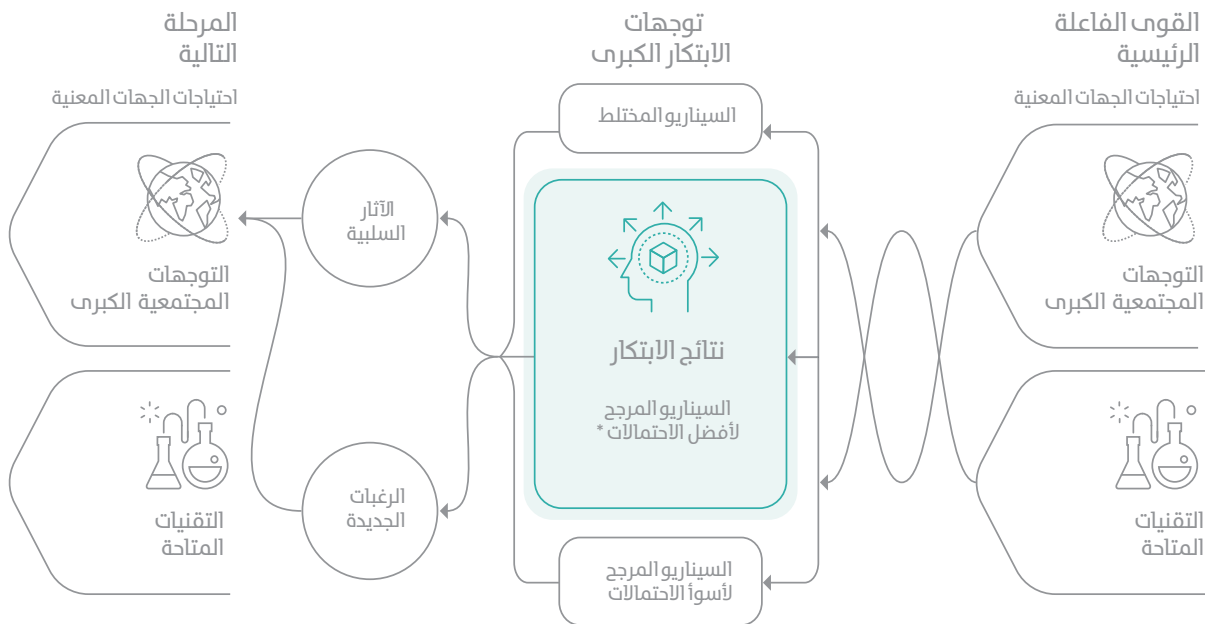 القوى الفاعلة
الرئيسية
احتياجات الجهات المعنية
التوجهات
المجتمعية الكبرى
التقنيات
المتاحة
توجهات
الابتكار الكبرى
السيناريو المختلط
نتائج الابتكار
السيناريو المرجح
لأفضل الاحتمالات *
السيناريو المرجح
لأسوأ الاحتمالات
الآثار
السلبية
الرغبات
الجديدة
المرحلة
التالية
احتياجات الجهات المعنية
التوجهات
المجتمعية الكبرى
التقنيات
المتاحة